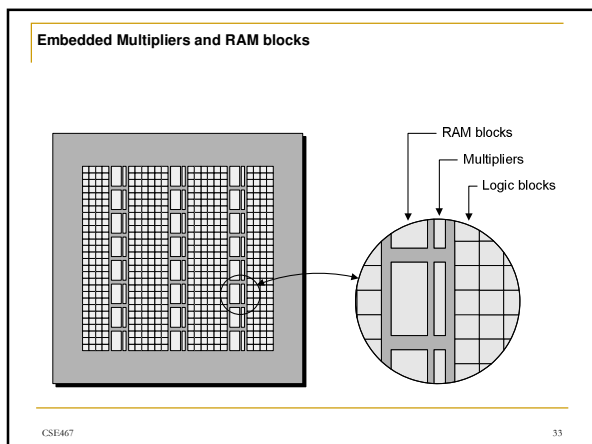 Embedded Multipliers and RAM blocks
RAM blocks
Multipliers
Logic blocks
CSE467
33